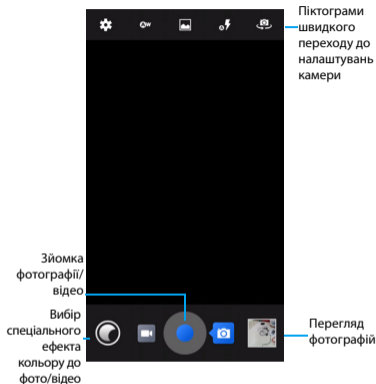 Піктограми
швидкого
переходу до
налаштувань
камери
Зйомка
фотографії/
відео
Вибір
спеціального
ефекта
кольору до
фото/відео
Перегляд
фотографій